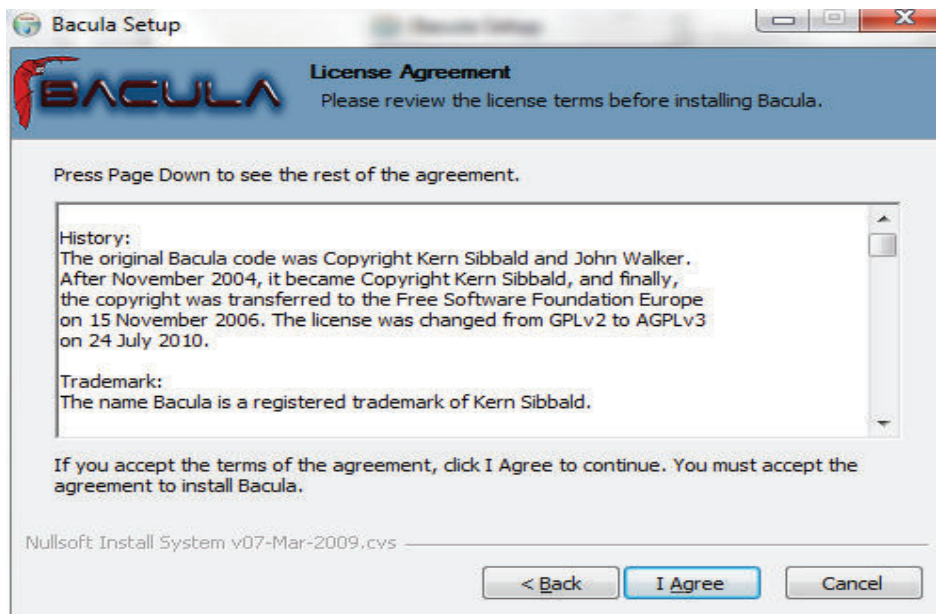 Bacula Setup
BACULA
License Agreement
Please review the license terms before installing Bacula.
Press Page Down to see the rest of the agreement.
History:
The original Bacula code was Copyright Kern Sibbald and John Walker.
After November 2004, it became Copyright Kern Sibbald, and finally,
the copyright was transferred to the Free Software Foundation Europe
on 15 November 2006. The license was changed from GPLv2 to AGPLv3
on 24 July 2010.
Trademark:
The name Bacula is a registered trademark of Kern Sibbald.
If you accept the terms of the agreement, click I Agree to continue. You must accept the
agreement to install Bacula.
Nullsoft Install System v07-Mar-2009.cvs
< Back I Agree Cancel